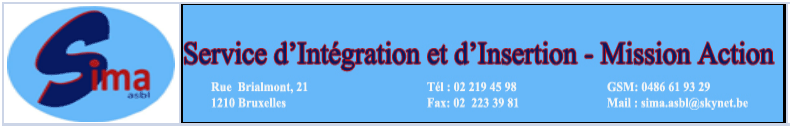 Sima
asbl
Service d'Intégration et d'Insertion - Mission Action
Rue Brialmont, 21
1210 Bruxelles
Tél : 02 219 45 98
Fax: 02 223 39 81
GSM: 0486 61 93 29
Mail : sima.asbl@skynet.be